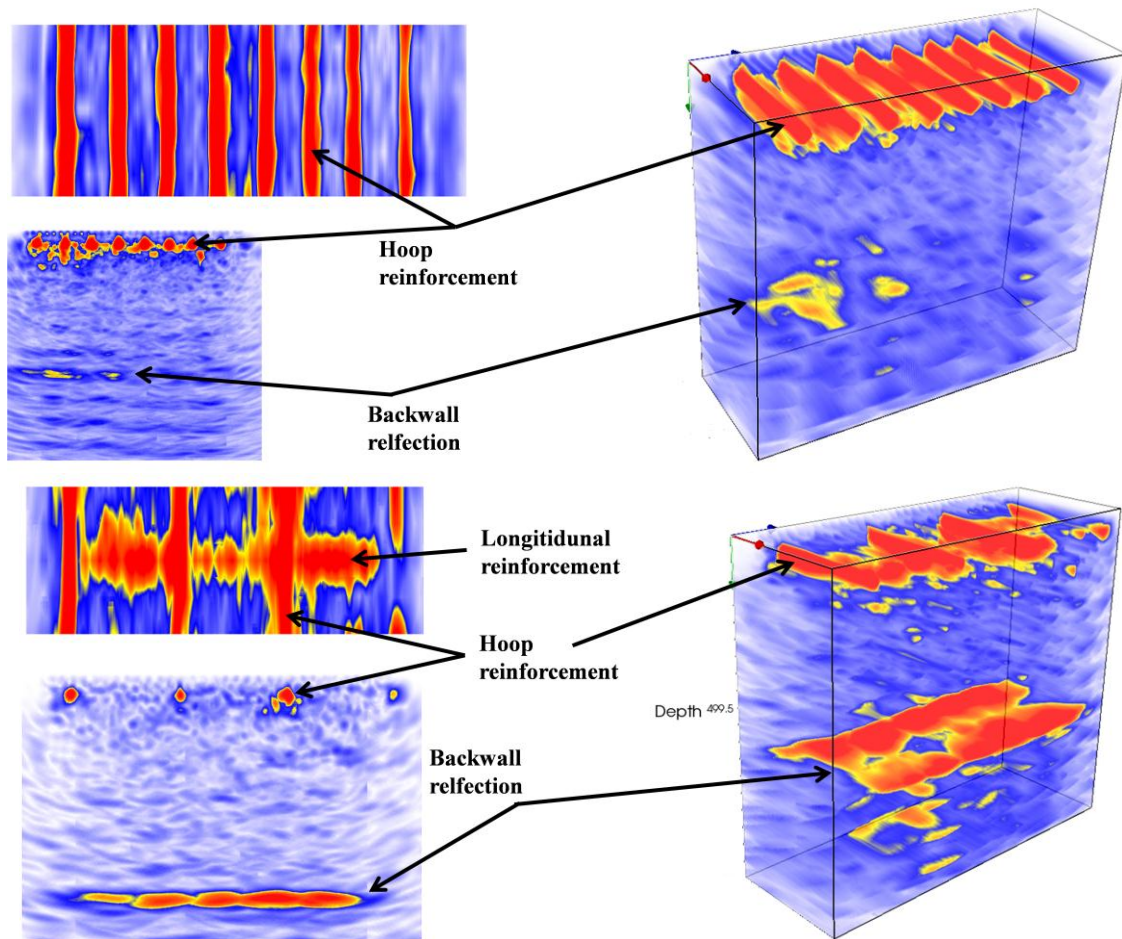 Hoop
reinforcement
Backwall
relfection
Longitidunal
reinforcement
Hoop
reinforcement
Depth 499.5
Backwall
relfection